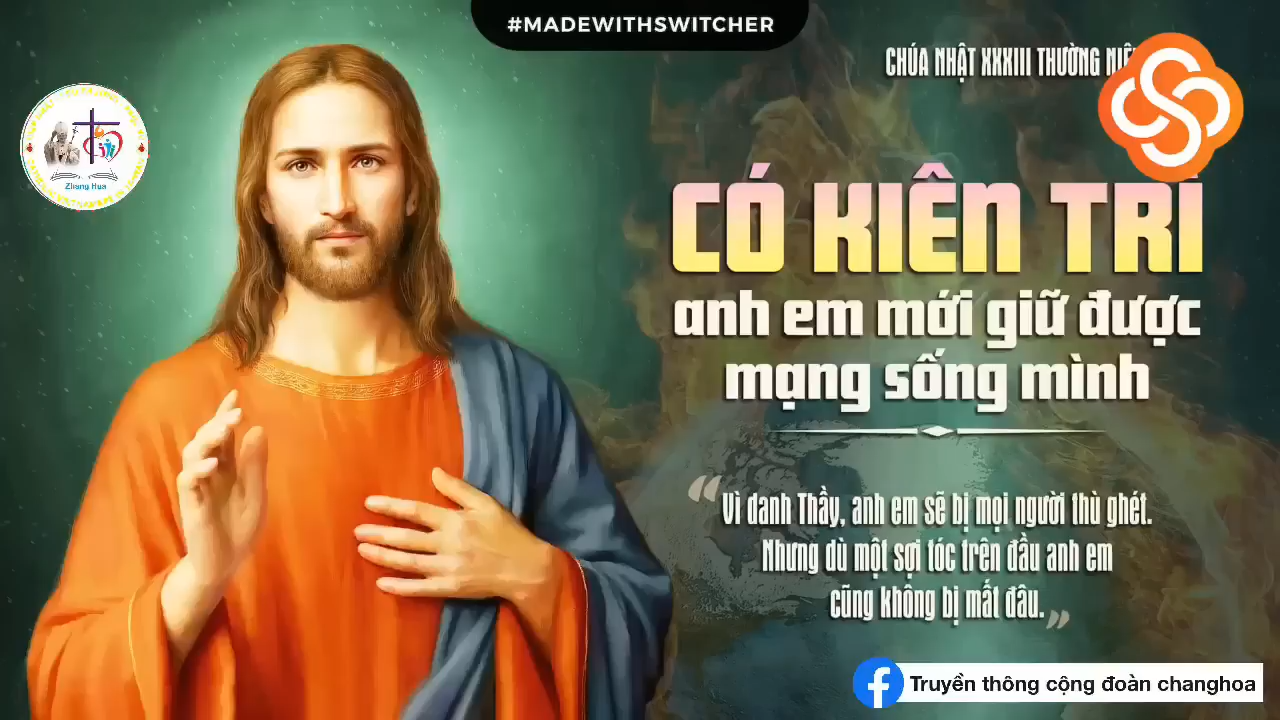 #MADEWITHSWITCHER
CHÚA NHẬT XXXIII THƯỜNG
CÓ KIÊN TRÌ
anh em mới giữ được
mạng sống mình
“Vì danh Thầy, anh em sẽ bị mọi người thù ghét.
Nhưng dù một sợi tóc trên đầu anh em
cũng không bị mất đâu.”
Zhang Hua
Truyền thông cộng đoàn changhoa